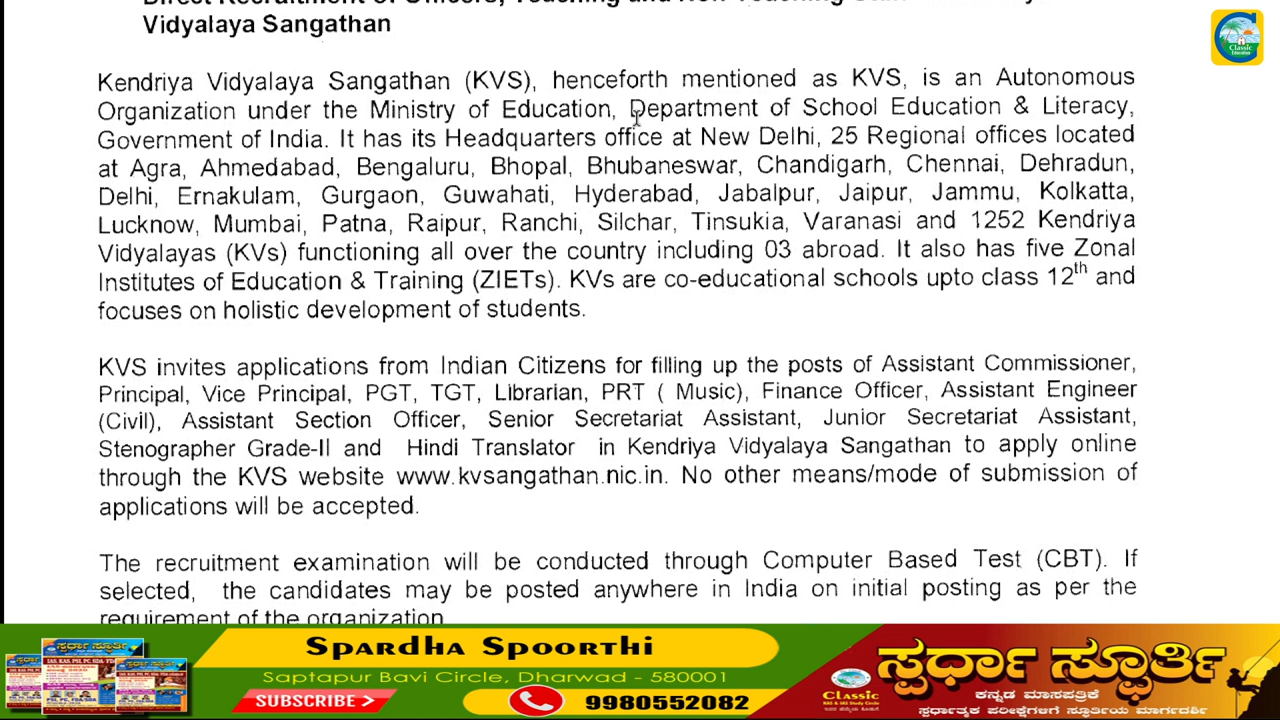 Direct Recruitment of Officers, Teaching and Non Teaching
Vidyalaya Sangathan
Classic
Education
Kendriya Vidyalaya Sangathan (KVS), henceforth mentioned as KVS, is an Autonomous
Organization under the Ministry of Education, Department of School Education & Literacy,
Government of India. It has its Headquarters office at New Delhi, 25 Regional offices located
at Agra, Ahmedabad, Bengaluru, Bhopal, Bhubaneswar, Chandigarh, Chennai, Dehradun,
Delhi, Ernakulam, Gurgaon, Guwahati, Hyderabad, Jabalpur, Jaipur, Jammu, Kolkatta,
Lucknow, Mumbai, Patna, Raipur, Ranchi, Silchar, Tinsukia, Varanasi and 1252 Kendriya
Vidyalayas (KVs) functioning all over the country including 03 abroad. It also has five Zonal
Institutes of Education & Training (ZIETs). KVs are co-educational schools upto class 12th and
focuses on holistic development of students.
KVS invites applications from Indian Citizens for filling up the posts of Assistant Commissioner,
Principal, Vice Principal, PGT, TGT, Librarian, PRT ( Music), Finance Officer, Assistant Engineer
(Civil), Assistant Section Officer, Senior Secretariat Assistant, Junior Secretariat Assistant,
Stenographer Grade-II and Hindi Translator in Kendriya Vidyalaya Sangathan to apply online
through the KVS website www.kvsangathan.nic.in. No other means/mode of submission of
applications will be accepted.
The recruitment examination will be conducted through Computer Based Test (CBT). If
selected, the candidates may be posted anywhere in India on initial posting as per the
requirement of the organization
Spardha Spoorthi
Saptapur Bavi Circle, Dharwad - 580001
SUBSCRIBE >
9980552082
ಸ್ಪರ್ಧಾ ಸ್ಫೂರ್ತಿ
ಕನ್ನಡ ಮಾಸಪತ್ರಿಕೆ
ಸ್ಪರ್ಧಾತ್ಮಕ ಪರೀಕ್ಷೆಗಳಿಗೆ ಸ್ಫೂರ್ತಿಯ ಮಾರ್ಗದರ್ಶಿ
Classic
KAS & IAS Study Circle
ಸ್ಪರ್ಧಾ ಸ್ಫೂರ್ತಿ
IAS, KAS, PSI, PC, SDA/FDA